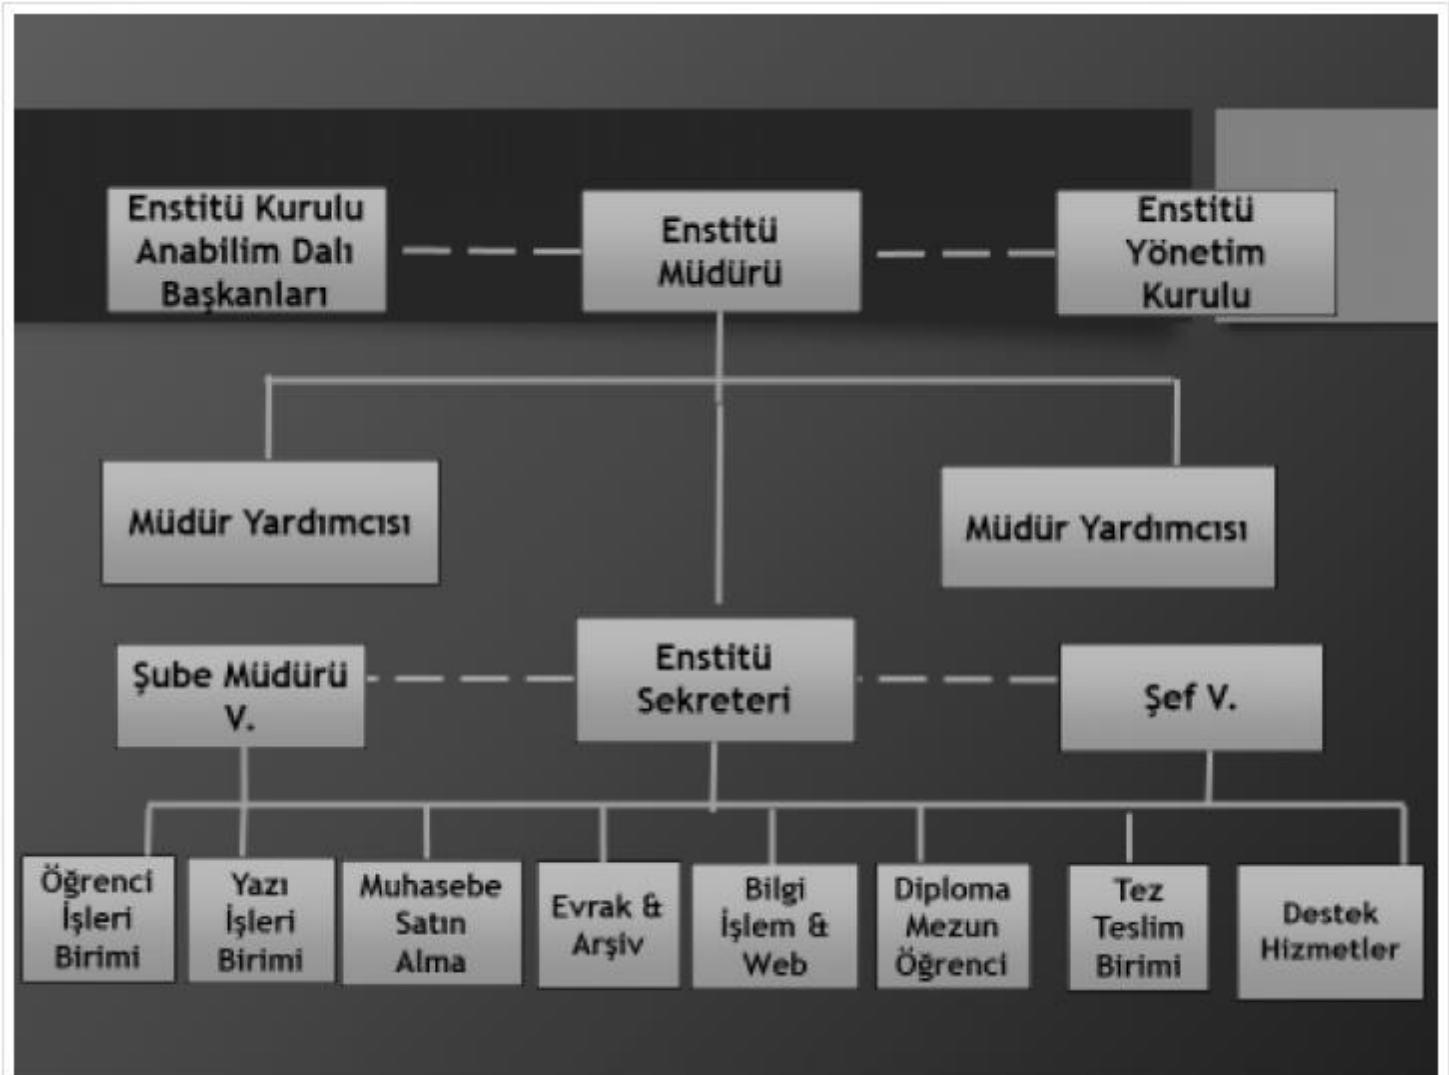 Enstitü Kurulu
Anabilim Dalı
Başkanları
Enstitü
Müdürü
Enstitü
Yönetim
Kurulu
Müdür Yardımcısı
Müdür Yardımcısı
Şube Müdürü
V.
Enstitü
Sekreteri
Şef V.
Öğrenci
İşleri
Birimi
Yazı
İşleri
Birimi
Muhasebe
Satın
Alma
Evrak &
Arşiv
Bilgi
İşlem &
Web
Diploma
Mezun
Öğrenci
Tez
Teslim
Birimi
Destek
Hizmetler